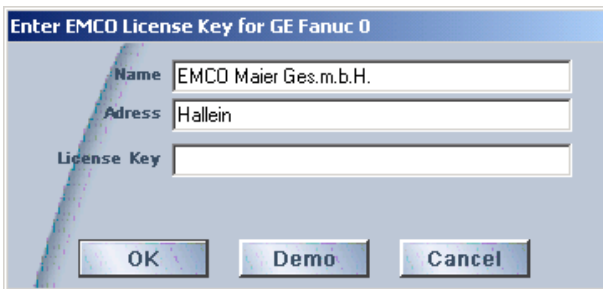 Enter EMCO License Key for GE Fanuc 0
Name EMCO Maier Ges.m.b.H.
Adress Hallein
License Key
OK Demo Cancel